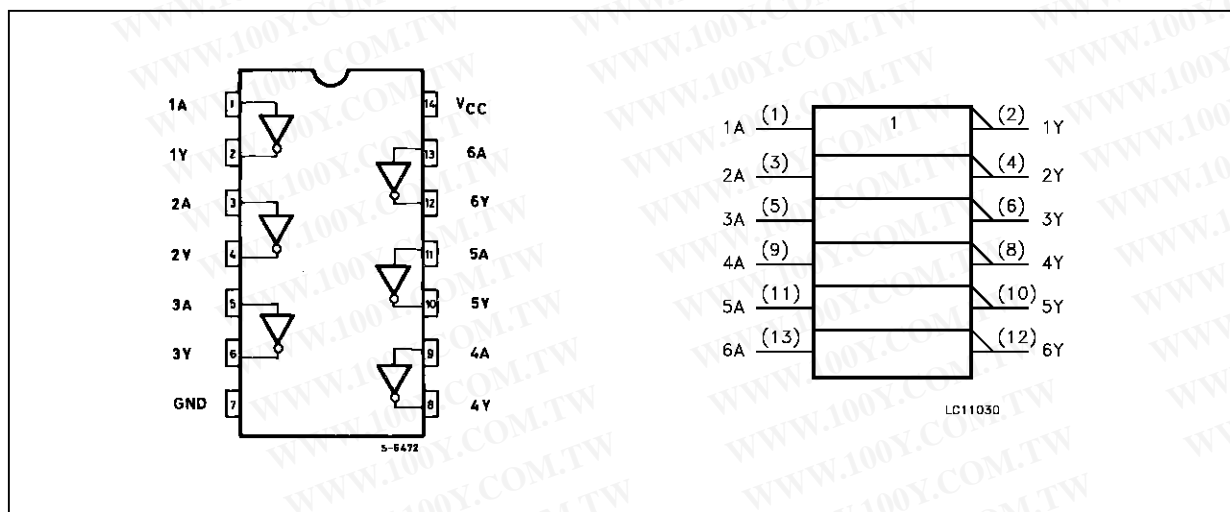 1A 1 14 VCC
1Y 2 13 6A
2A 3 12 6Y
2Y 4 11 5A
3A 5 10 5Y
3Y 6 9 4A
GND 7 8 4Y
S-6472
1
1A (1) (2) 1Y
2A (3) (4) 2Y
3A (5) (6) 3Y
4A (9) (8) 4Y
5A (11) (10) 5Y
6A (13) (12) 6Y
LC11030
WWW.100Y.COM.TW